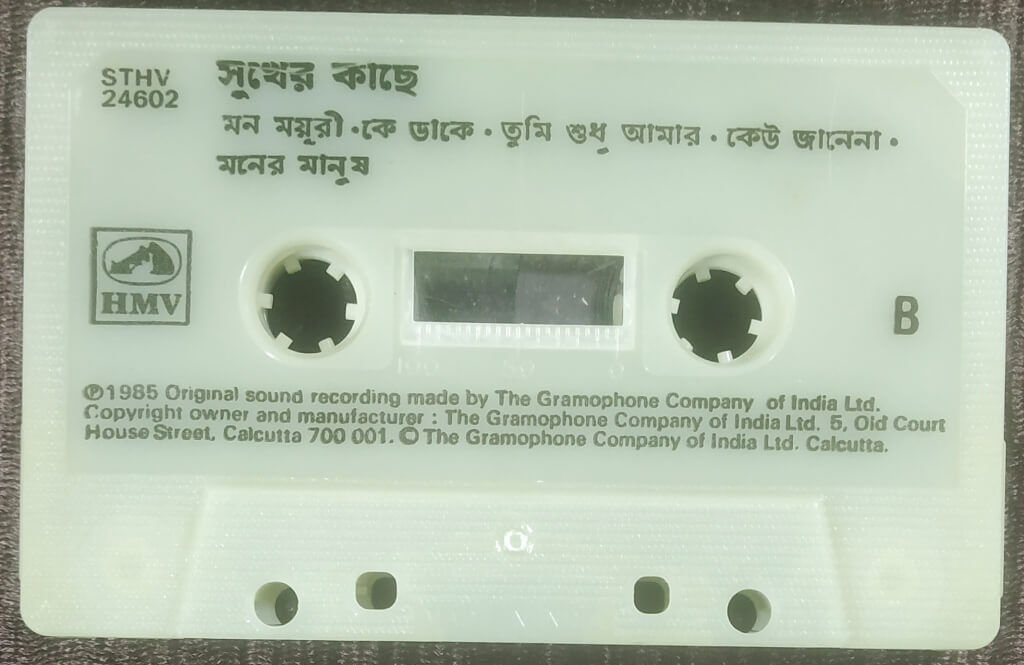 STHV
24602
সুখের কাছে
মন ময়ূরী • কে ডাকে • তুমি শুধু আমার • কেউ জানেনা •
মনের মানুষ
HMV
B
℗1985 Original sound recording made by The Gramophone Company of India Ltd.
Copyright owner and manufacturer : The Gramophone Company of India Ltd. 5, Old Court
House Street, Calcutta 700 001. © The Gramophone Company of India Ltd. Calcutta.